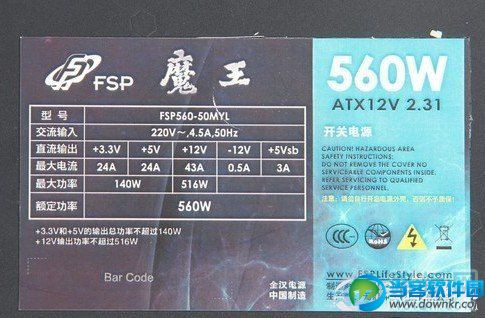 FSP 魔王
560W
ATX12V 2.31
型号 FSP560-50MYL
交流输入 220V～,4.5A,50Hz
直流输出 +3.3V +5V +12V -12V +5Vsb
最大电流 24A 24A 43A 0.5A 3A
最大功率 140W 516W
额定功率 560W
+3.3V和+5V的输出总功率不超过140W
+12V输出功率不超过516W
Bar Code
全汉电源
中国制造
开关电源
CAUTION! HAZARDOUS AREA
SAFETY INSTRUCTIONS:
DO NOT REMOVE THE COVER NO
SERVICEABLE COMPONENTS INSIDE.
REFER SERVICING TO QUALIFIED
SERVICE PERSONNEL.
RoHS
www.FSPLifeStyle.com
当客软件园
www.downkr.com